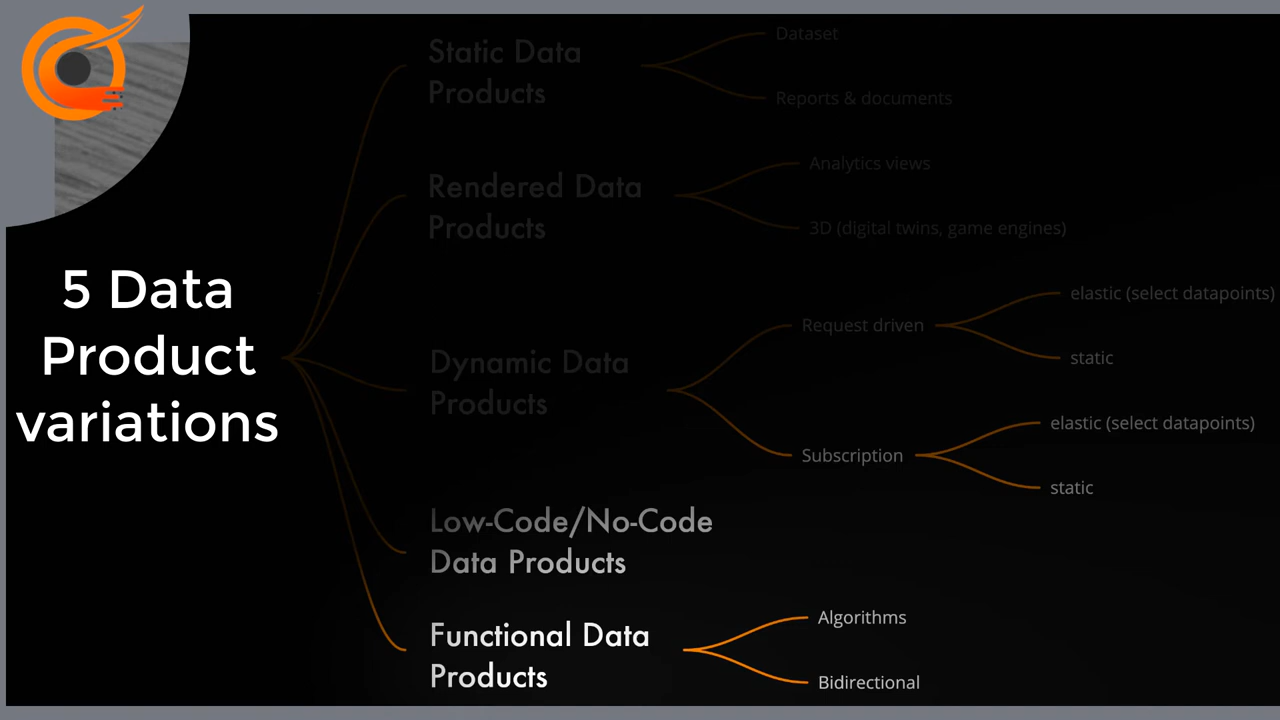 5 Data
Product
variations
Static Data
Products
Dataset
Reports & documents
Rendered Data
Products
Analytics views
3D (digital twins, game engines)
Dynamic Data
Products
Request driven
elastic (select datapoints)
static
Subscription
elastic (select datapoints)
static
Low-Code/No-Code
Data Products
Functional Data
Products
Algorithms
Bidirectional